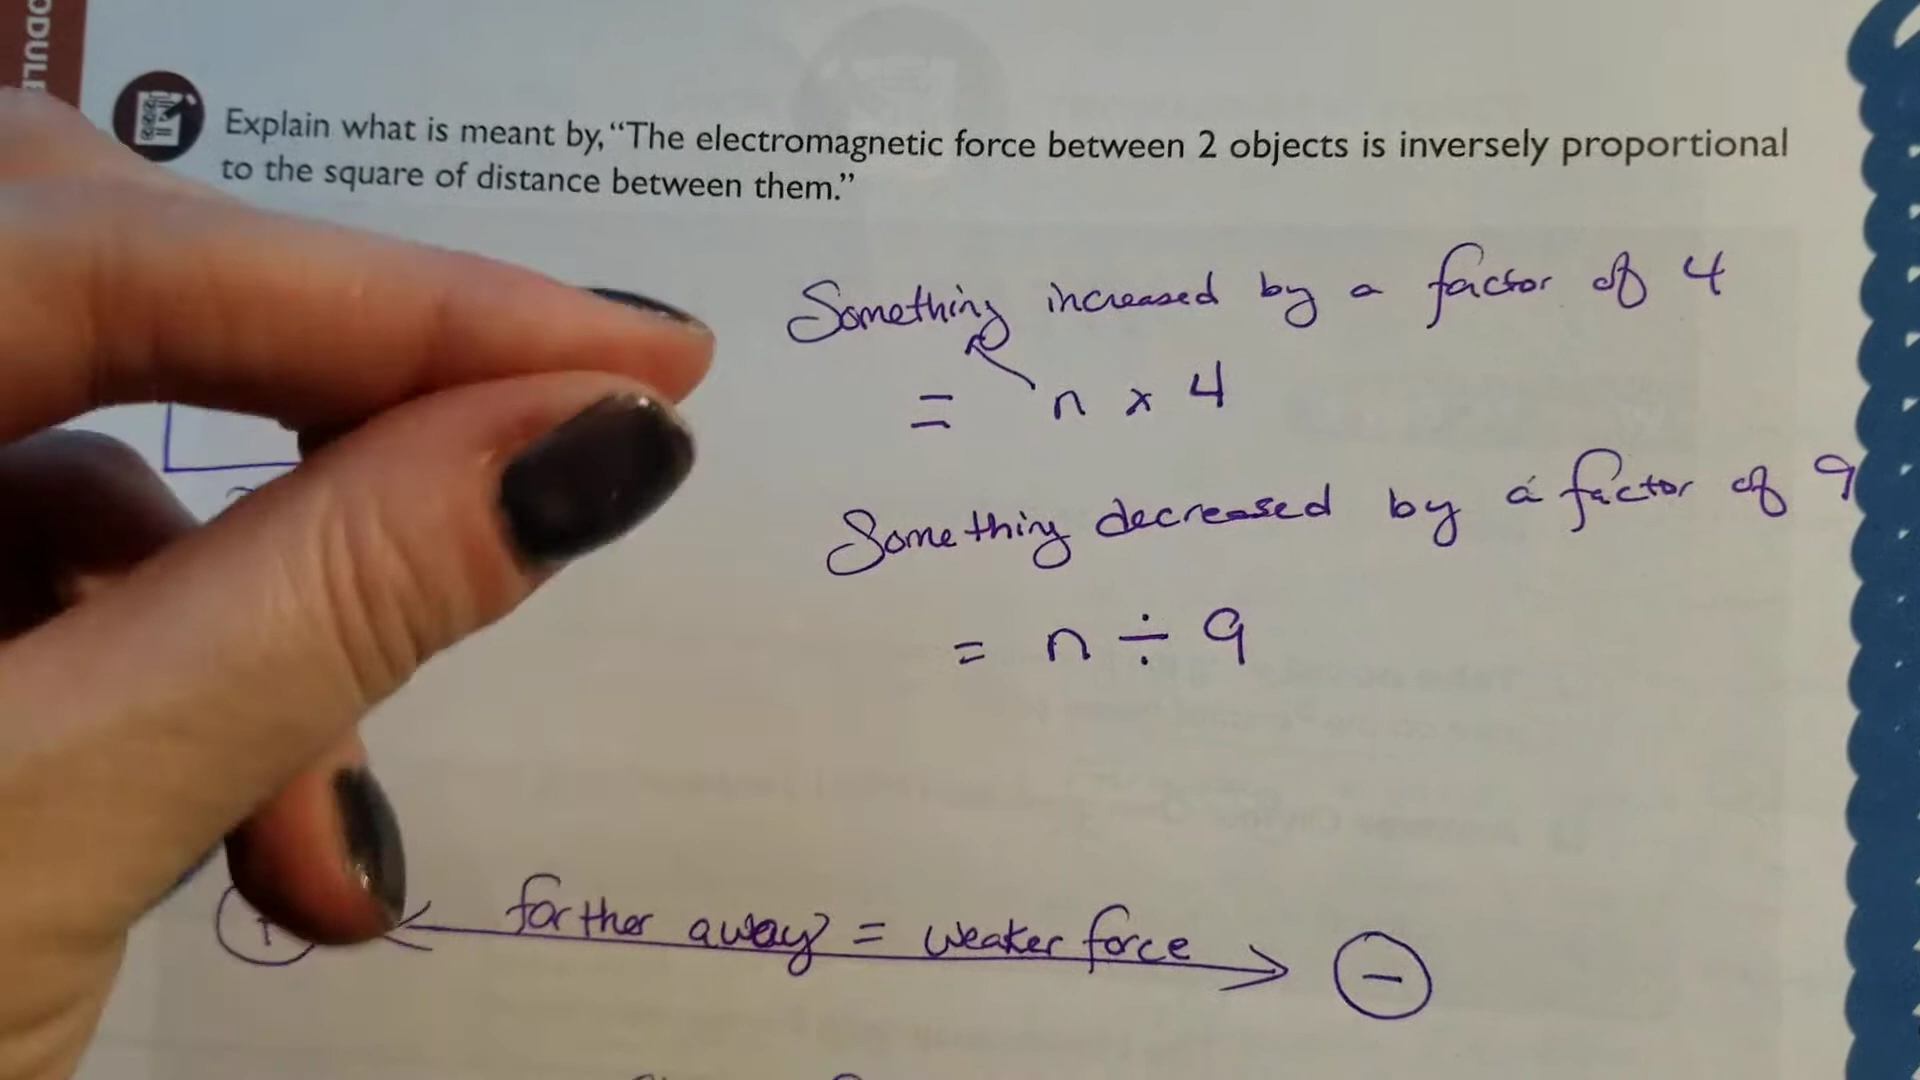 Explain what is meant by, “The electromagnetic force between 2 objects is inversely proportional
to the square of distance between them.”
Something increased by a factor of 4
= n x 4
Something decreased by a factor of 9
= n ÷ 9
farther away = weaker force
−